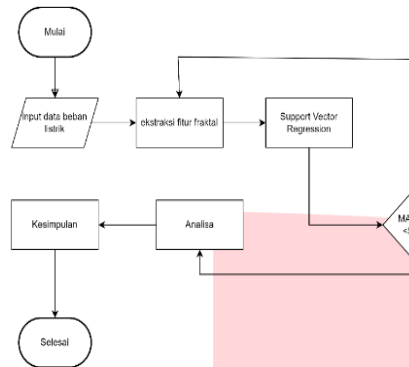 Mulai
Input data beban
listrik
ekstraksi fitur fraktal
Support Vector
Regression
Kesimpulan
Analisa
Selesai